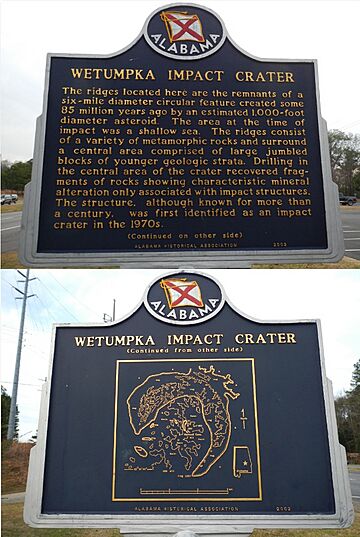 ALABAMA
WETUMPKA IMPACT CRATER
The ridges located here are the remnants of a
six-mile diameter circular feature created some
85 million years ago by an estimated 1,000-foot
diameter asteroid. The area at the time of
impact was a shallow sea. The ridges consist
of a variety of metamorphic rocks and surround
a central area comprised of large jumbled
blocks of younger geologic strata. Drilling in
the central area of the crater recovered frag-
ments of rocks showing characteristic mineral
alteration only associated with impact structures.
The structure, although known for more than
a century, was first identified as an impact
crater in the 1970s.
(Continued on other side)
ALABAMA HISTORICAL ASSOCIATION 2002
ALABAMA
WETUMPKA IMPACT CRATER
(Continued from other side)
ALABAMA HISTORICAL ASSOCIATION 2002